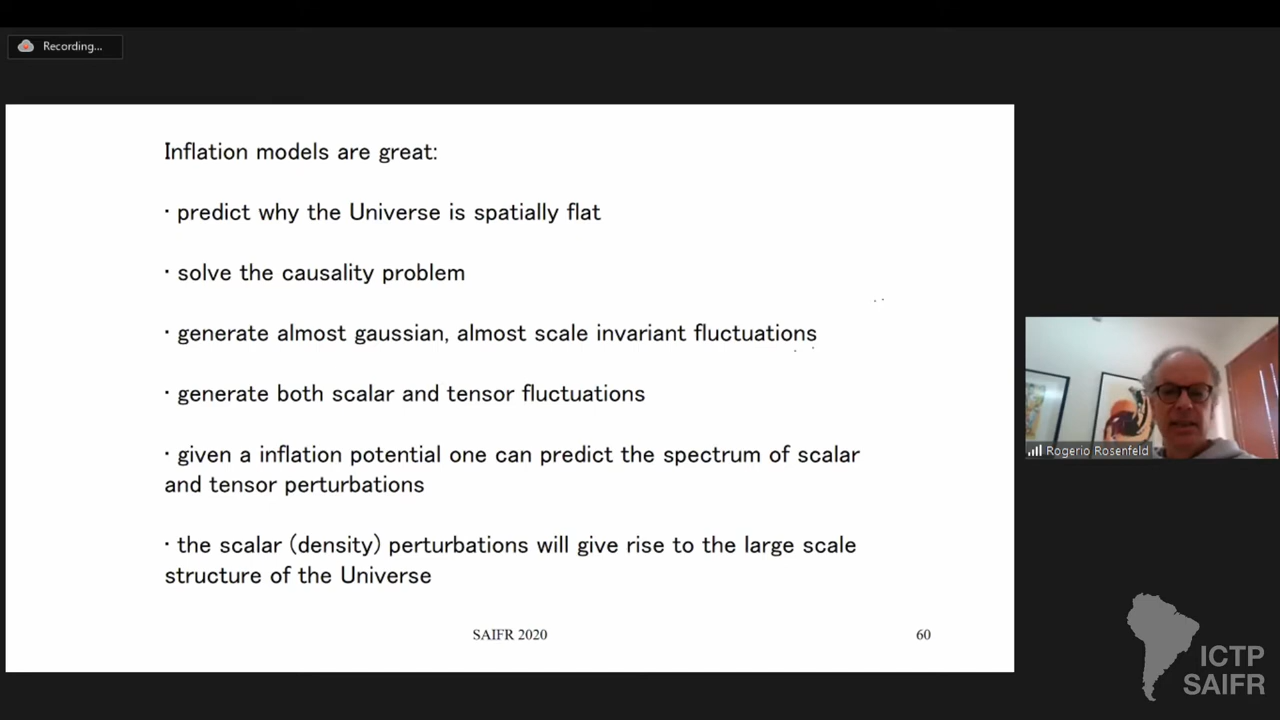 Recording...
Inflation models are great:
· predict why the Universe is spatially flat
· solve the causality problem
· generate almost gaussian, almost scale invariant fluctuations
· generate both scalar and tensor fluctuations
· given a inflation potential one can predict the spectrum of scalar
and tensor perturbations
· the scalar (density) perturbations will give rise to the large scale
structure of the Universe
SAIFR 2020
60
Rogerio Rosenfeld
ICTP
SAIFR